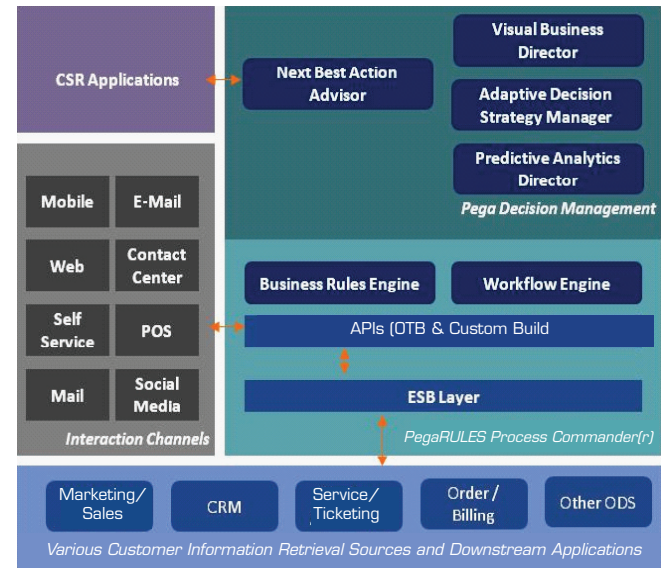 CSR Applications
Next Best Action
Advisor
Visual Business
Director
Adaptive Decision
Strategy Manager
Predictive Analytics
Director
Pega Decision Management
Mobile
E-Mail
Web
Contact
Center
Self
Service
POS
Mail
Social
Media
Interaction Channels
Business Rules Engine
Workflow Engine
APIs (OTB & Custom Build
ESB Layer
PegaRULES Process Commander(r)
Marketing/
Sales
CRM
Service/
,Ticketing
Order /
Billing
Other ODS
Various Customer Information Retrieval Sources and Downstream Applications